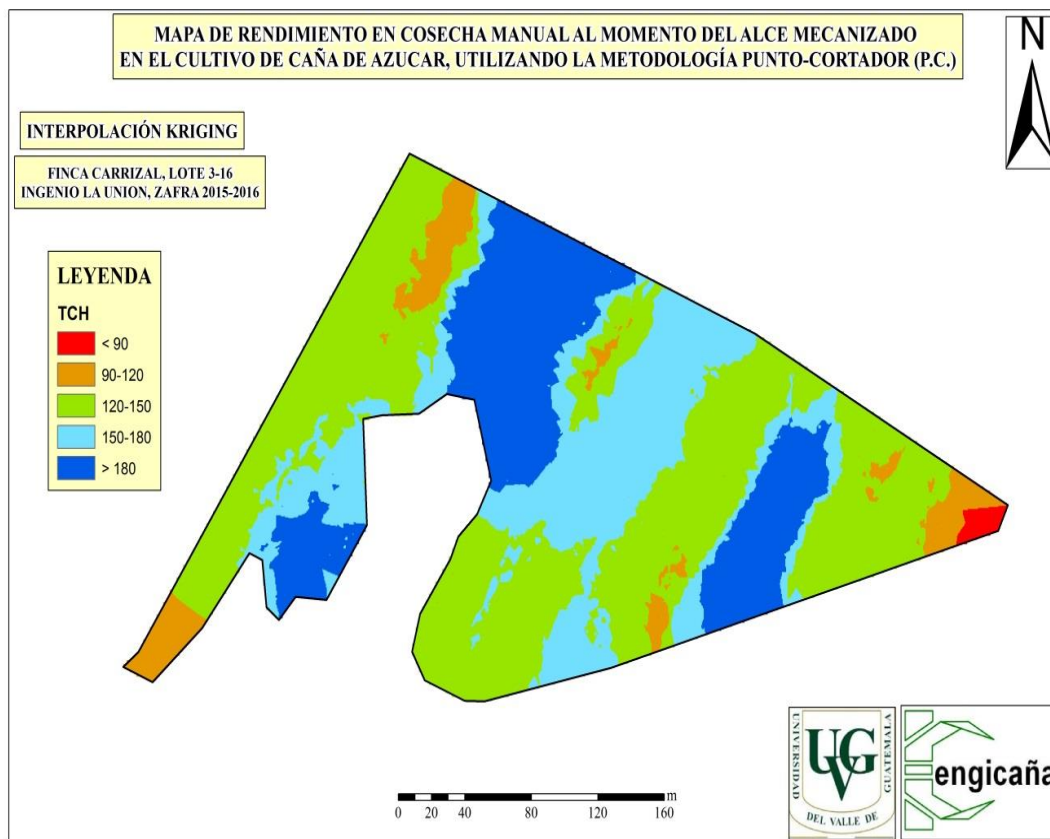 MAPA DE RENDIMIENTO EN COSECHA MANUAL AL MOMENTO DEL ALCE MECANIZADO
EN EL CULTIVO DE CAÑA DE AZUCAR, UTILIZANDO LA METODOLOGÍA PUNTO-CORTADOR (P.C.)
N
INTERPOLACIÓN KRIGING
FINCA CARRIZAL, LOTE 3-16
INGENIO LA UNION, ZAFRA 2015-2016
LEYENDA
TCH
< 90
90-120
120-150
150-180
> 180
0 20 40 80 120 160 m
UNIVERSIDAD
UVG
DEL VALLE DE
GUATEMALA
engicaña